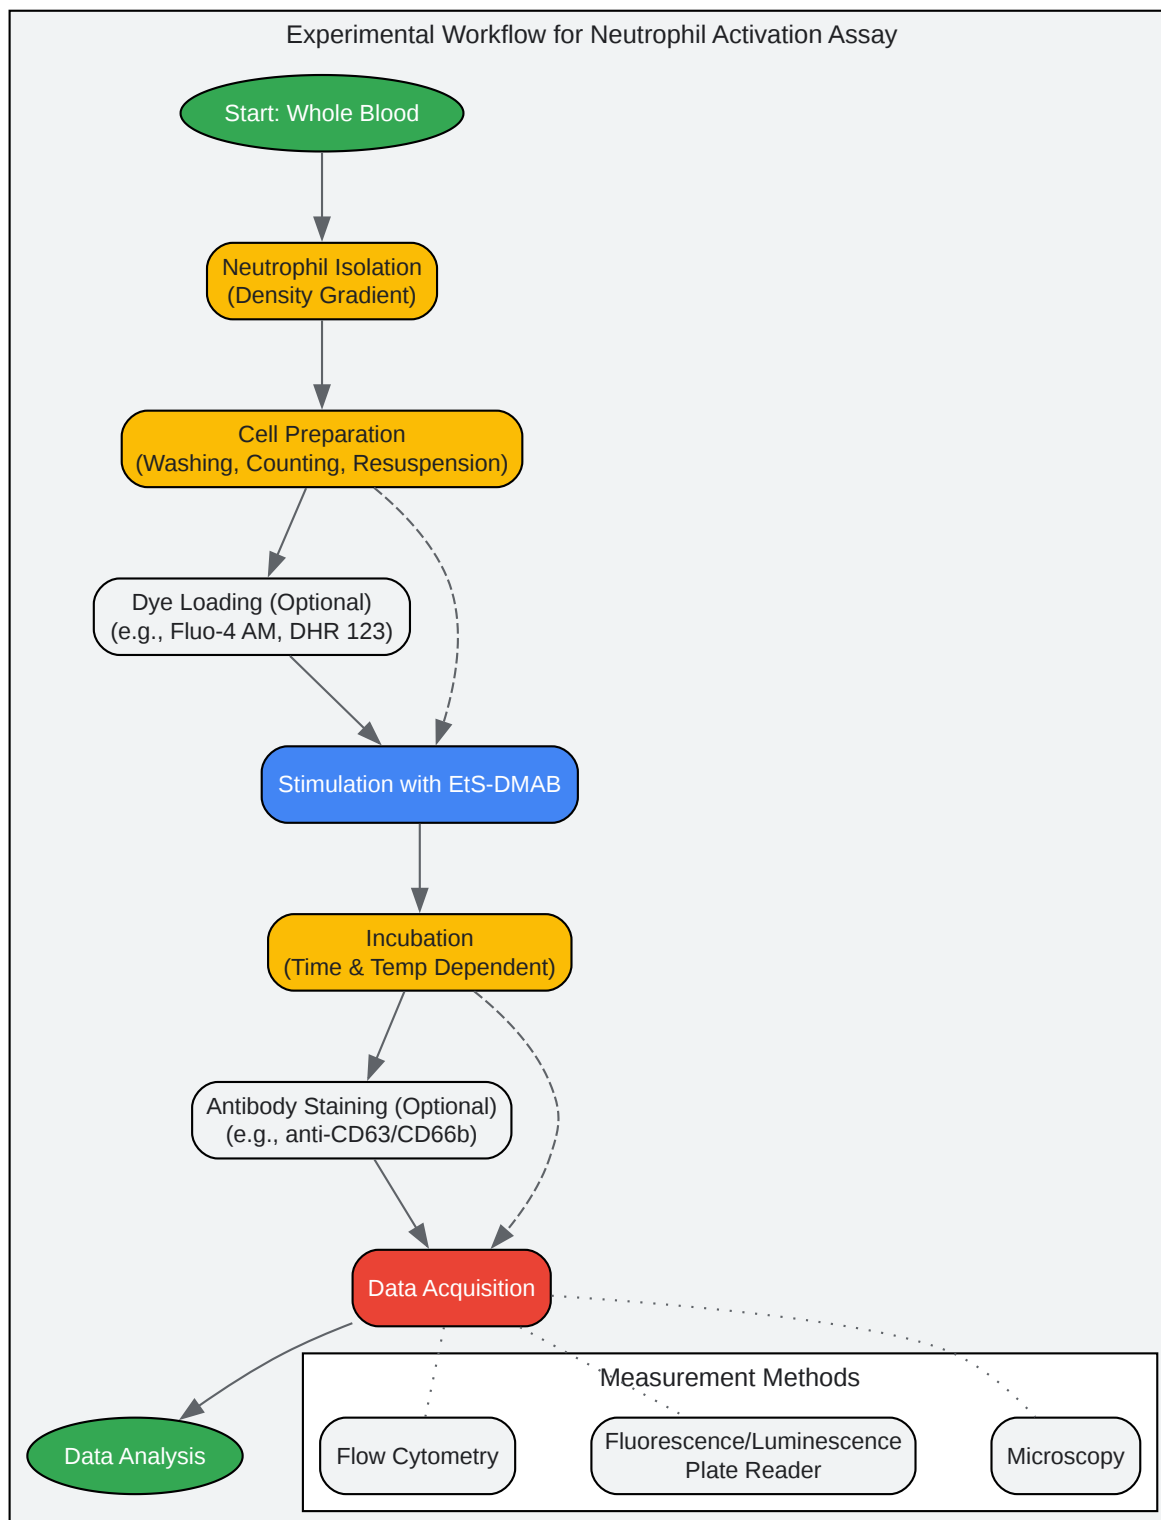 Experimental Workflow for Neutrophil Activation Assay
Start: Whole Blood
Neutrophil Isolation
(Density Gradient)
Cell Preparation
(Washing, Counting, Resuspension)
Dye Loading (Optional)
(e.g., Fluo-4 AM, DHR 123)
Stimulation with EtS-DMAB
Incubation
(Time & Temp Dependent)
Antibody Staining (Optional)
(e.g., anti-CD63/CD66b)
Data Acquisition
Measurement Methods
Data Analysis
Flow Cytometry
Fluorescence/Luminescence
Plate Reader
Microscopy